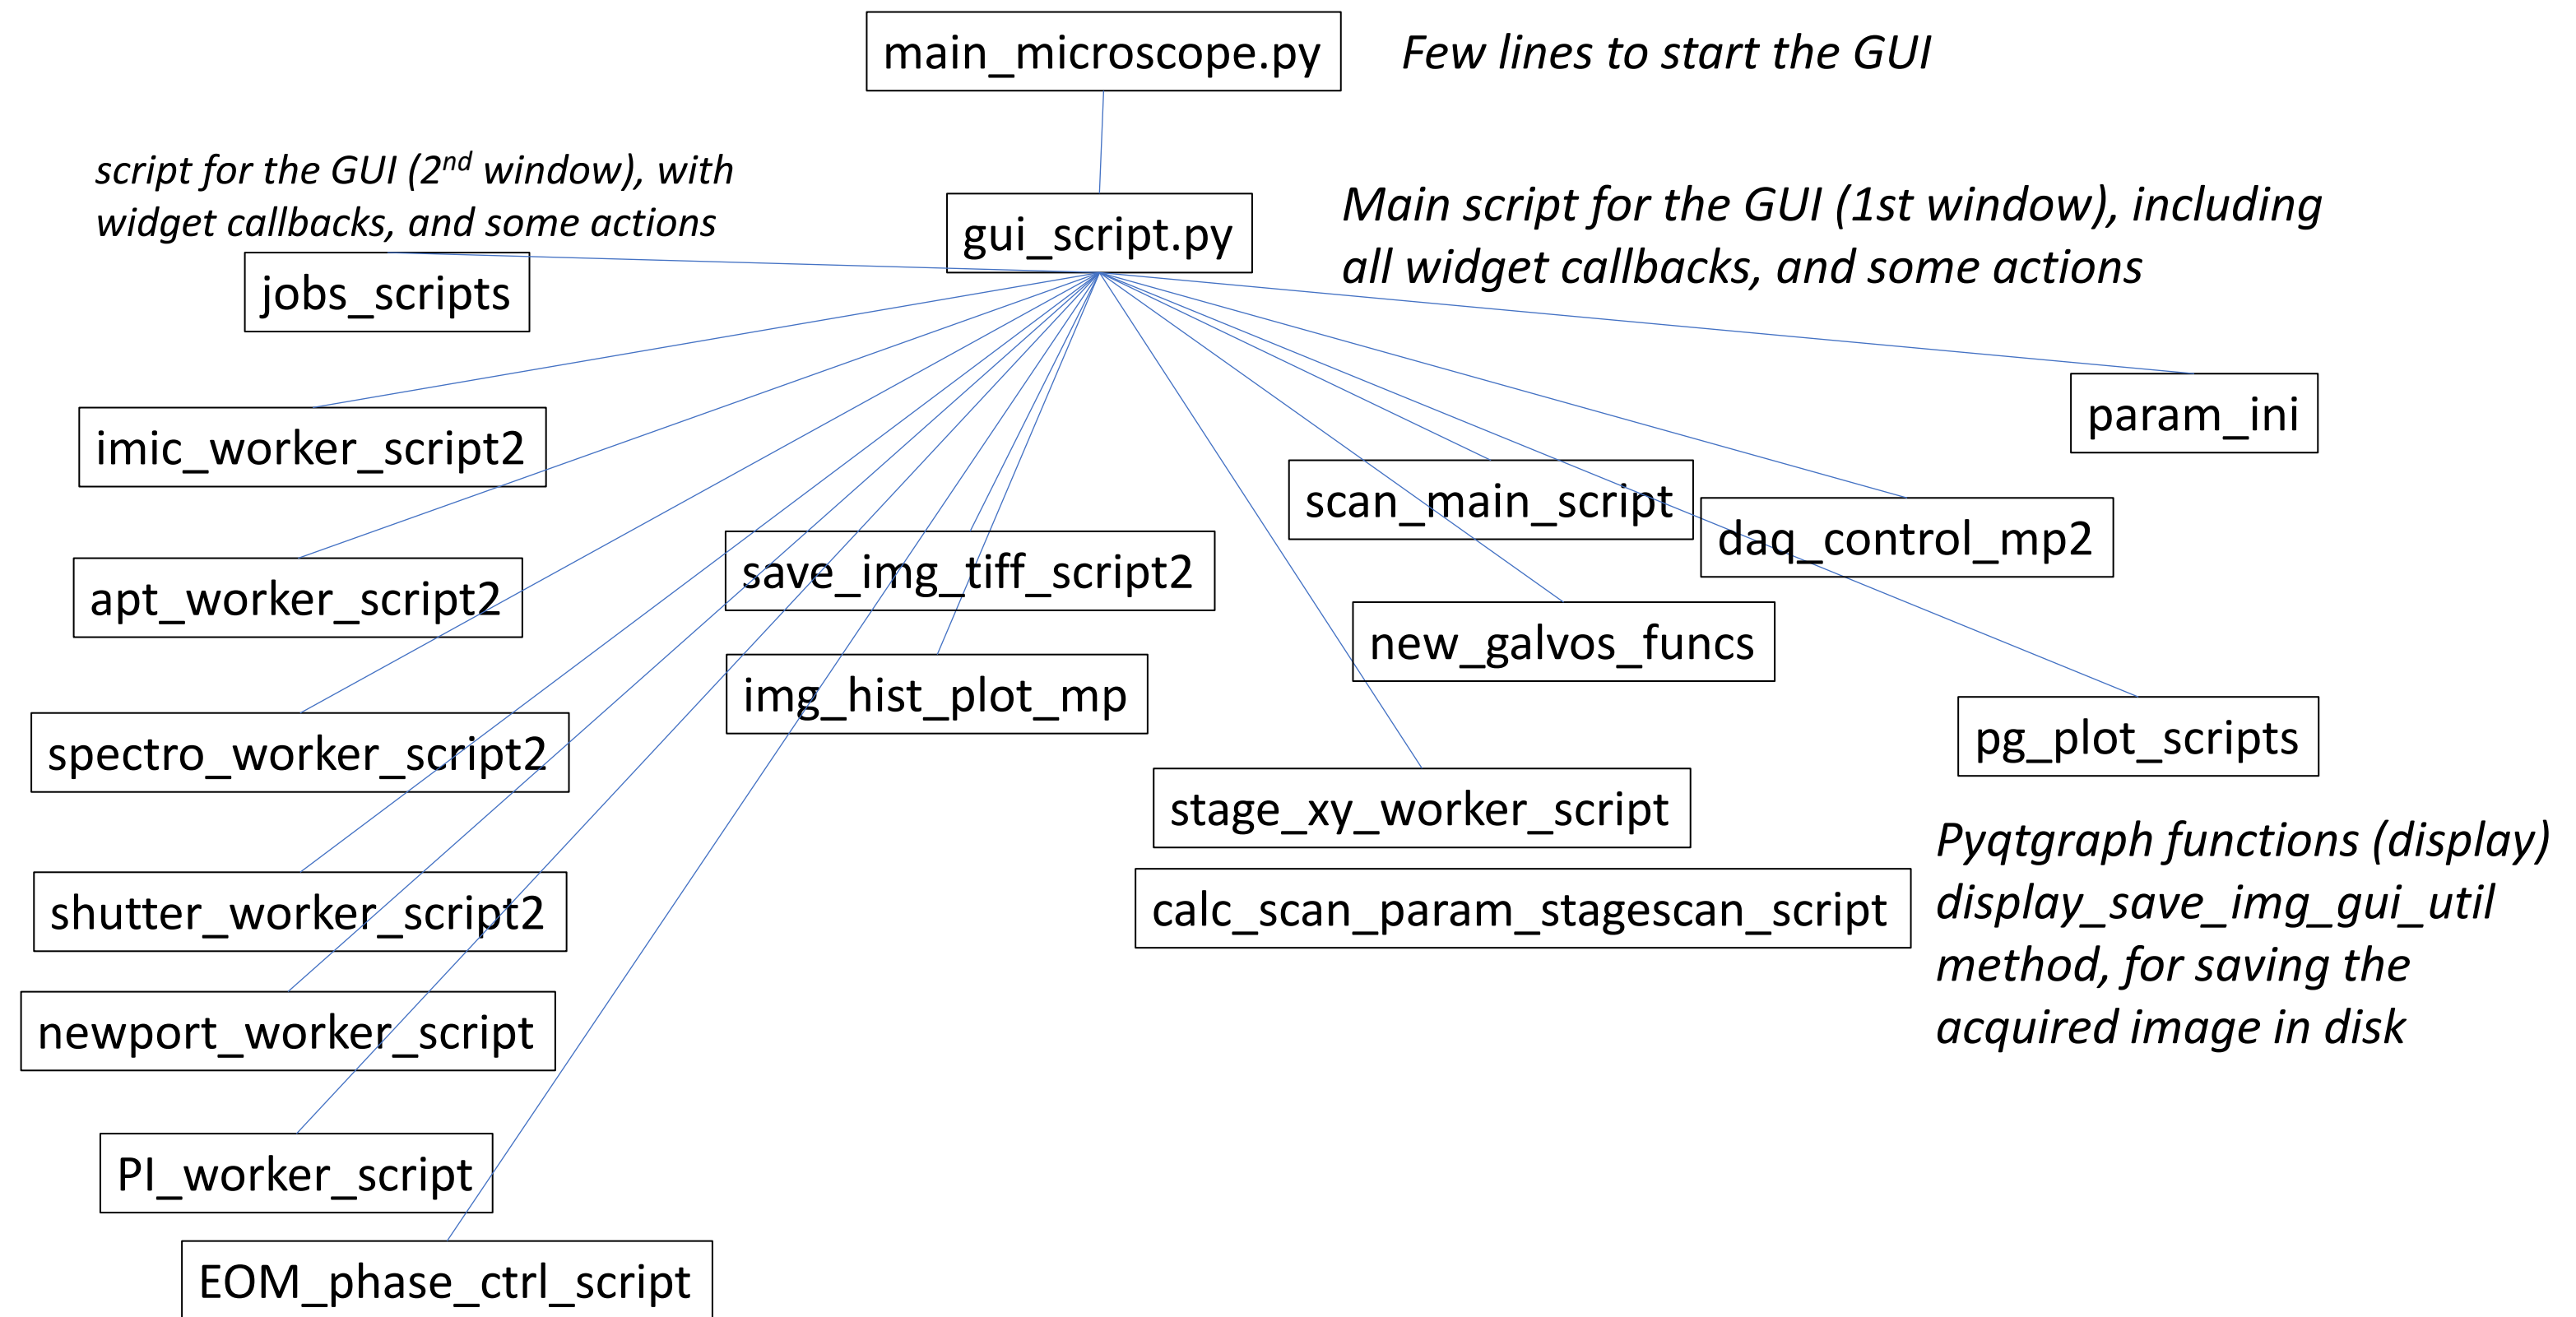 main_microscope.py
Few lines to start the GUI
script for the GUI (2nd window), with
widget callbacks, and some actions
gui_script.py
Main script for the GUI (1st window), including
all widget callbacks, and some actions
jobs_scripts
imic_worker_script2
param_ini
scan_main_script
daq_control_mp2
apt_worker_script2
save_img_tiff_script2
new_galvos_funcs
img_hist_plot_mp
spectro_worker_script2
pg_plot_scripts
stage_xy_worker_script
Pyqtgraph functions (display)
display_save_img_gui_util
method, for saving the
acquired image in disk
shutter_worker_script2
calc_scan_param_stagescan_script
newport_worker_script
PI_worker_script
EOM_phase_ctrl_script